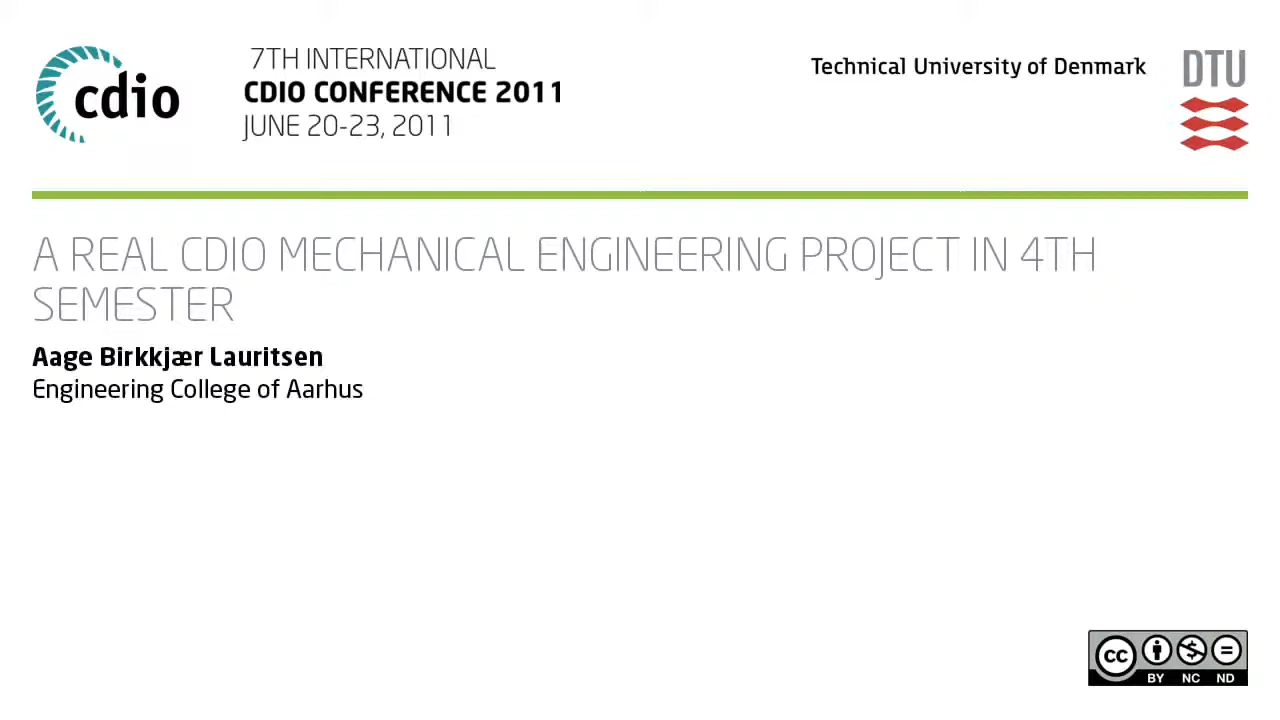 cdio
7TH INTERNATIONAL
CDIO CONFERENCE 2011
JUNE 20-23, 2011
Technical University of Denmark
DTU
A REAL CDIO MECHANICAL ENGINEERING PROJECT IN 4TH
SEMESTER
Aage Birkkjær Lauritsen
Engineering College of Aarhus
cc
BY NC ND